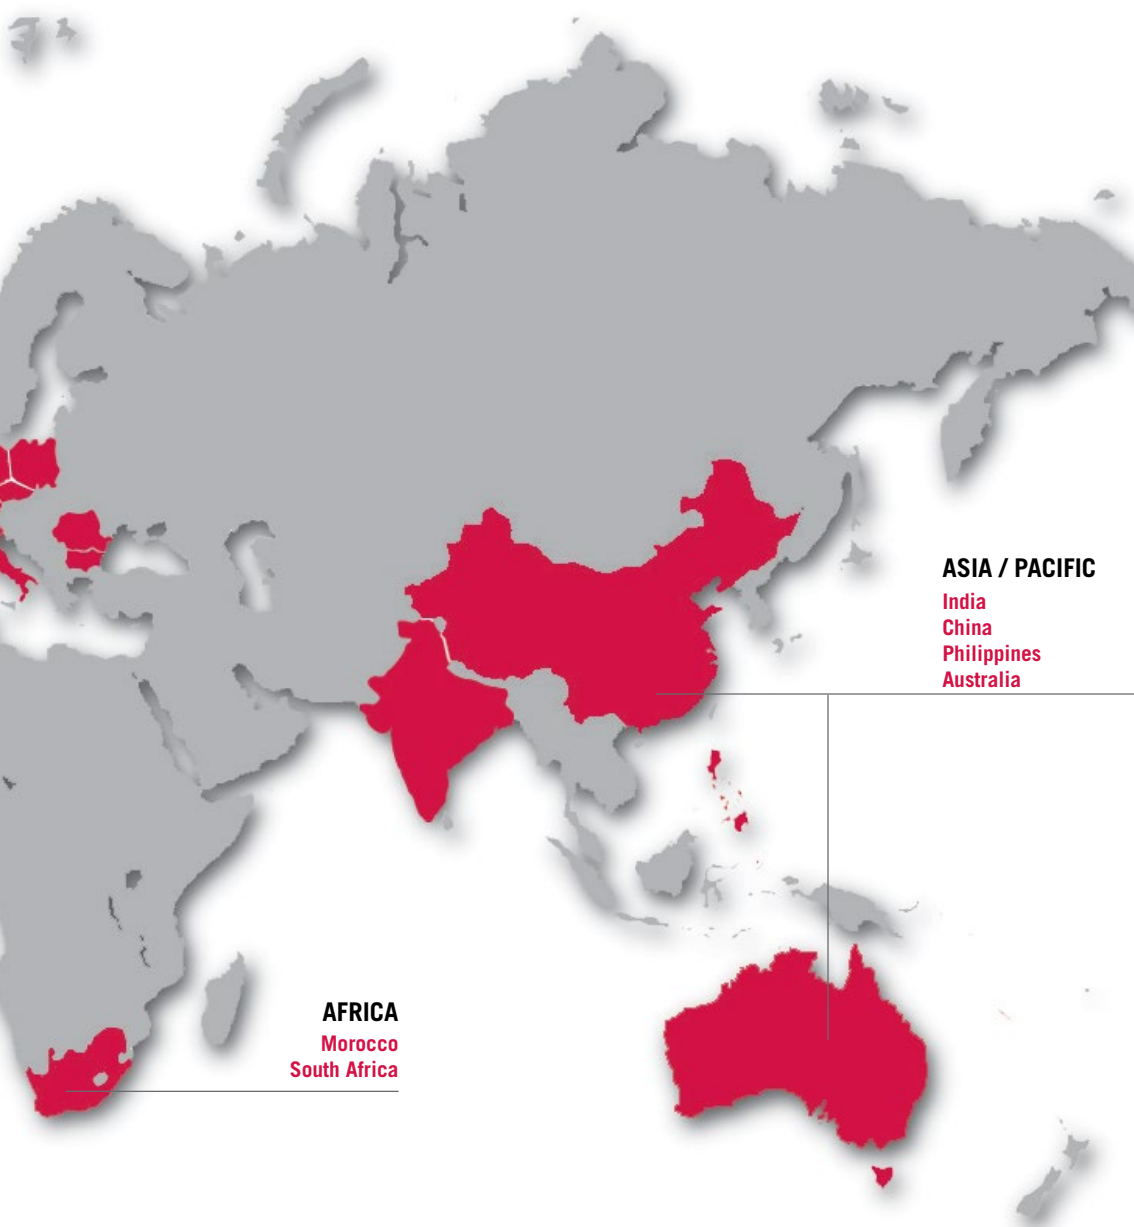 ASIA / PACIFIC
India
China
Philippines
Australia
AFRICA
Morocco
South Africa